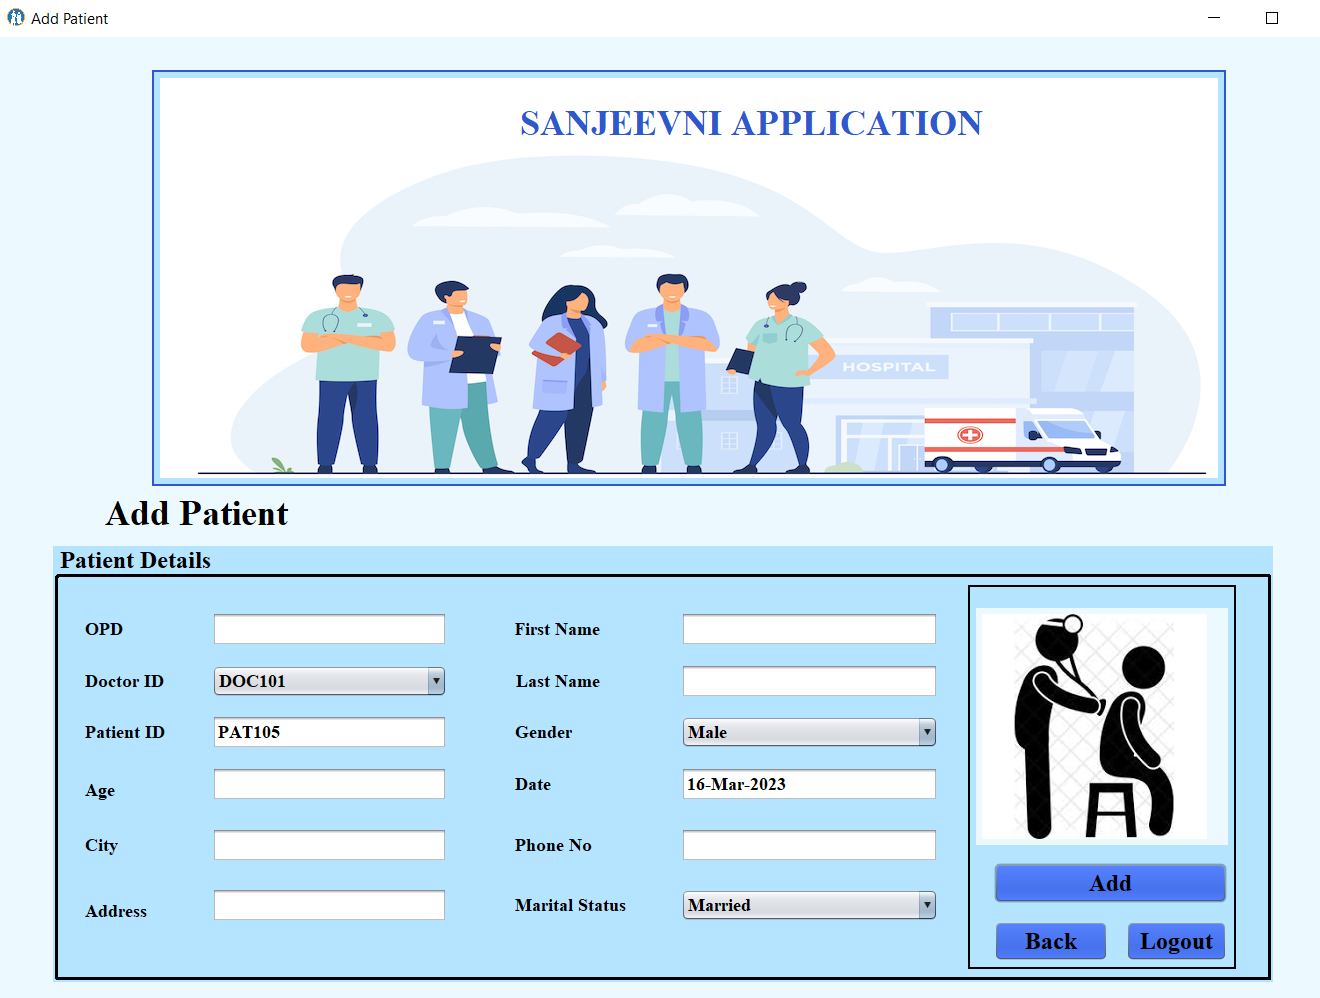 Add Patient
SANJEEVNI APPLICATION
HOSPITAL
Add Patient
Patient Details
OPD
First Name
Doctor ID DOC101
Last Name
Patient ID PAT105
Gender Male
Age
Date 16-Mar-2023
City
Phone No
Address
Marital Status Married
Add
Back Logout